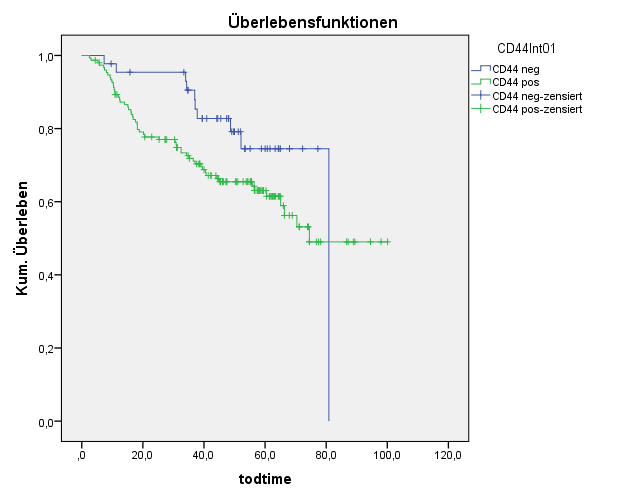 Überlebensfunktionen
CD44Int01
CD44 neg
CD44 pos
CD44 neg-zensiert
CD44 pos-zensiert
Kum. Überleben
1,0
0,8
0,6
0,4
0,2
0,0
,0 20,0 40,0 60,0 80,0 100,0 120,0
todtime